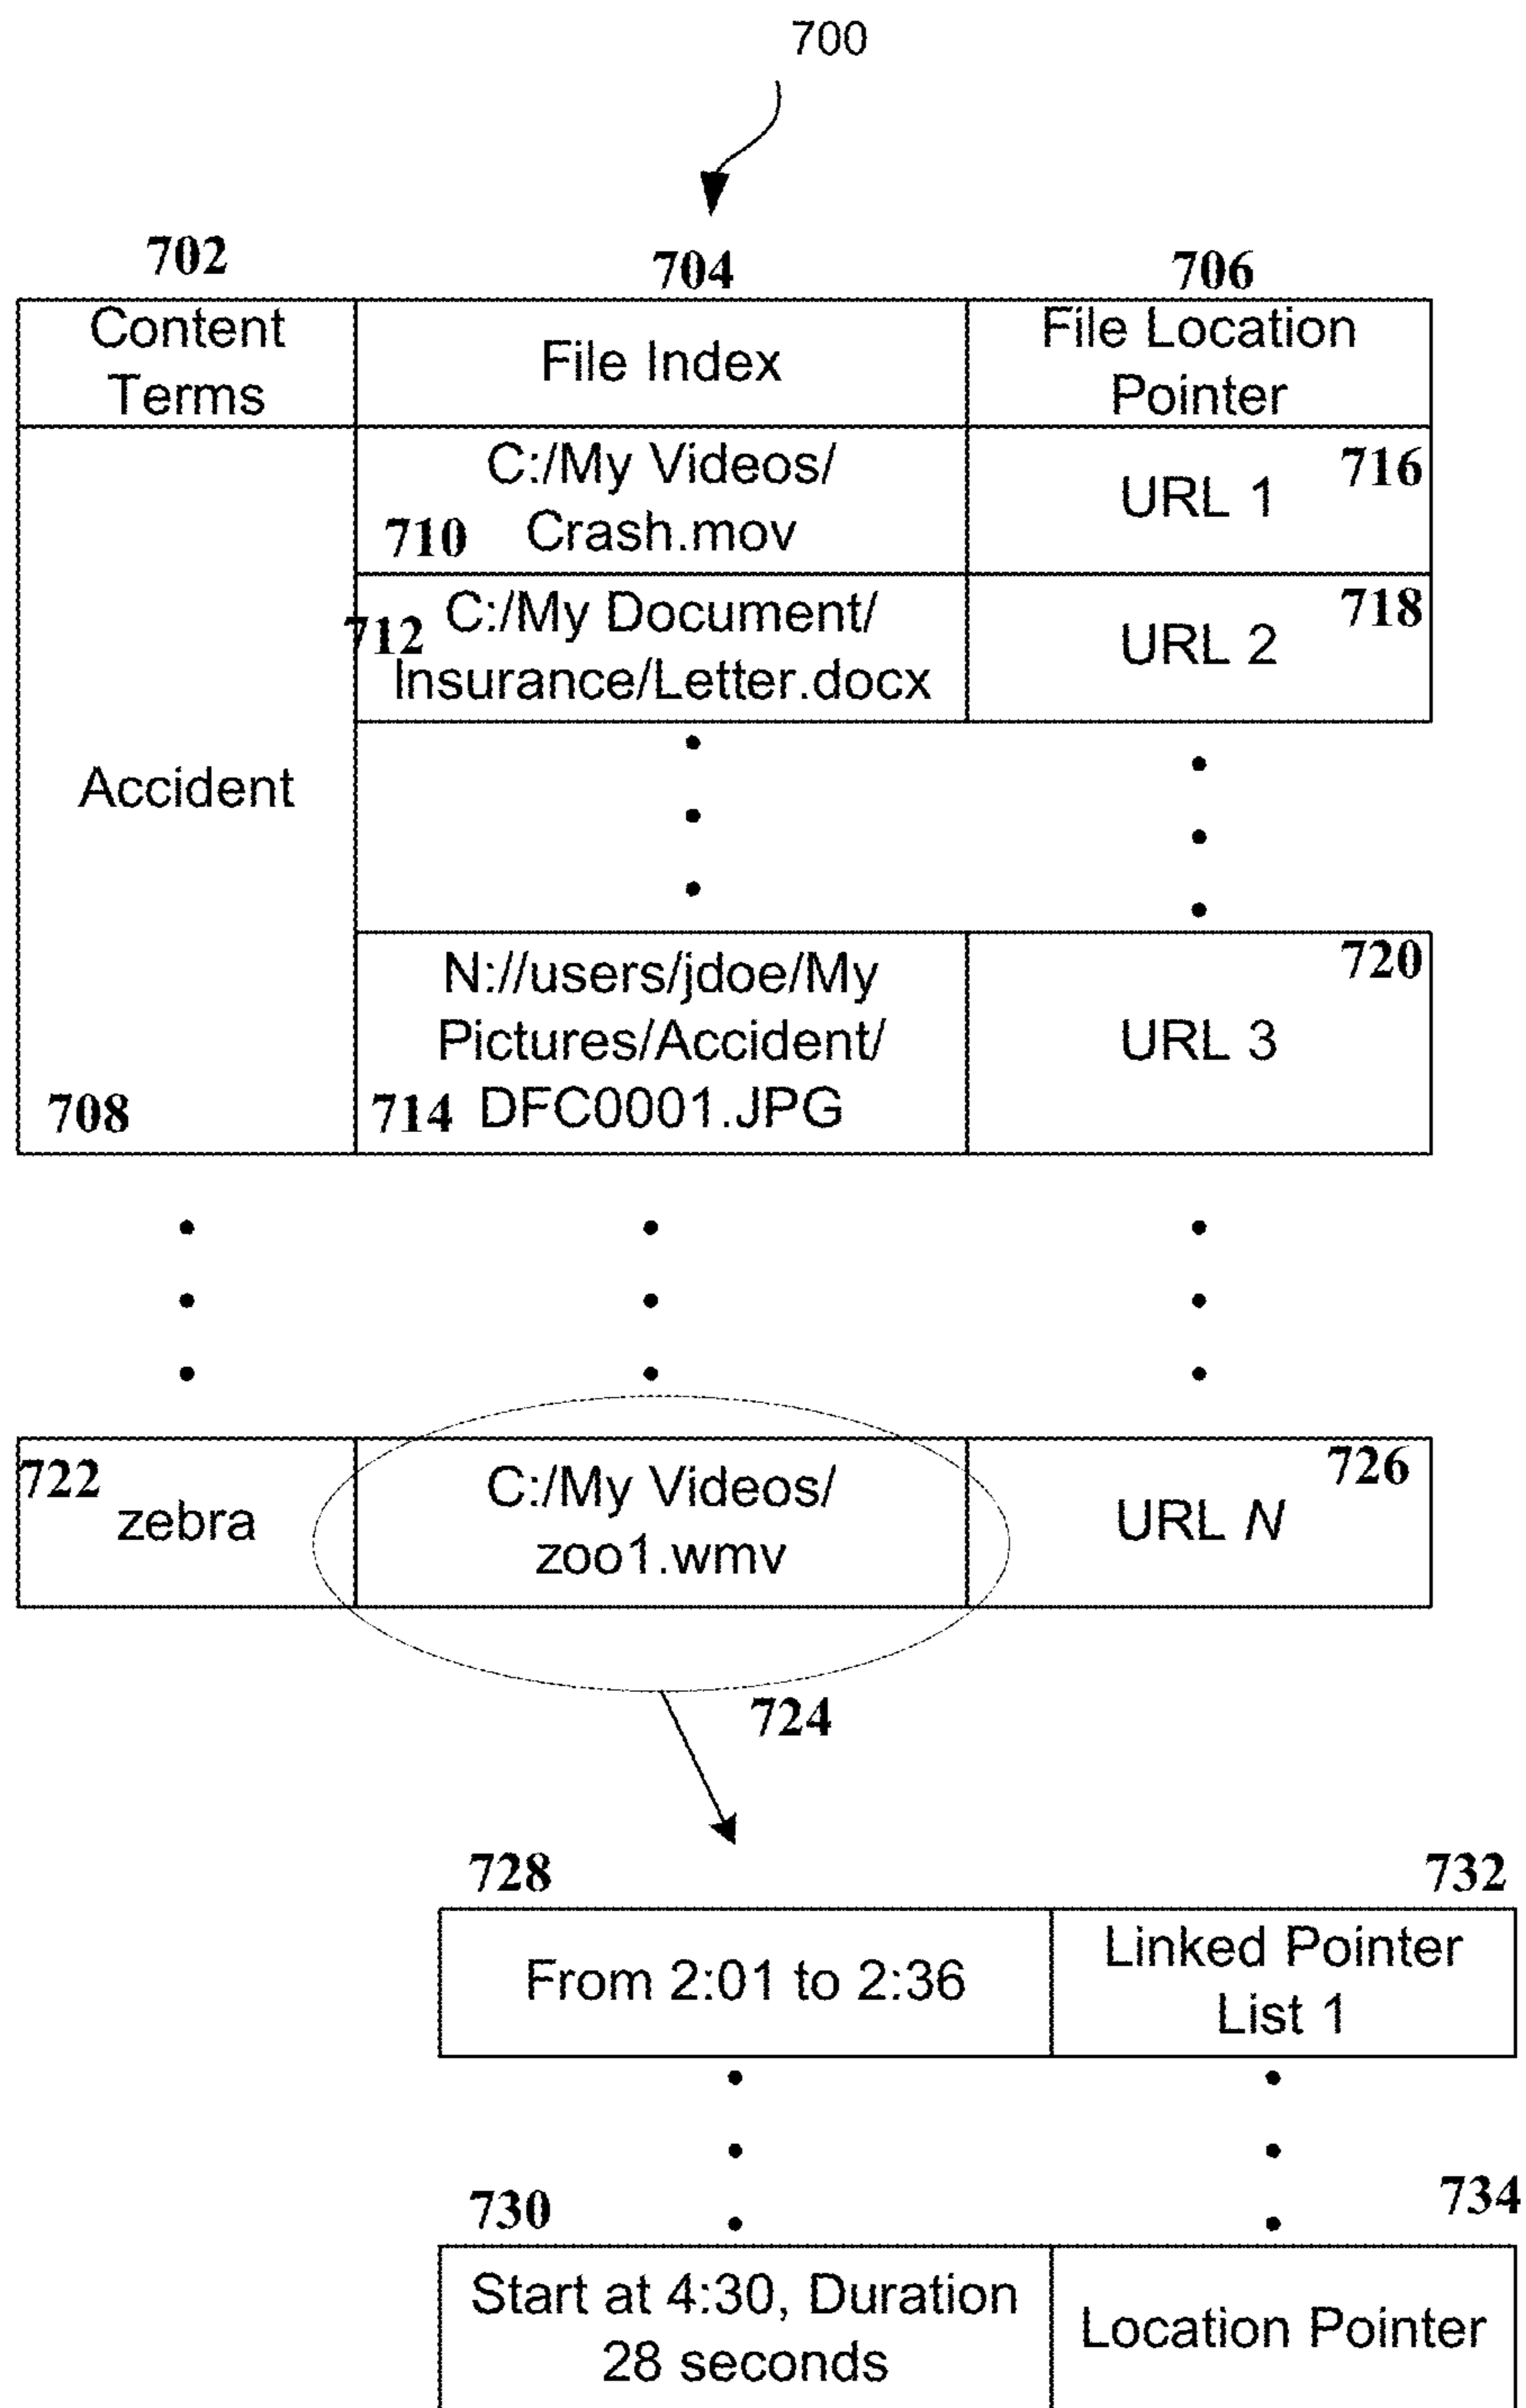 700
702
704
706
Content
Terms
File Index
File Location
Pointer
C:/My Videos/
Crash.mov
710
URL 1
716
712
C:/My Document/
Insurance/Letter.docx
URL 2
718
Accident
708
N://users/jdoe/My
Pictures/Accident/
DFC0001.JPG
714
URL 3
720
722
zebra
C:/My Videos/
zoo1.wmv
URL N
726
724
728
732
From 2:01 to 2:36
Linked Pointer
List 1
730
734
Start at 4:30, Duration
28 seconds
Location Pointer